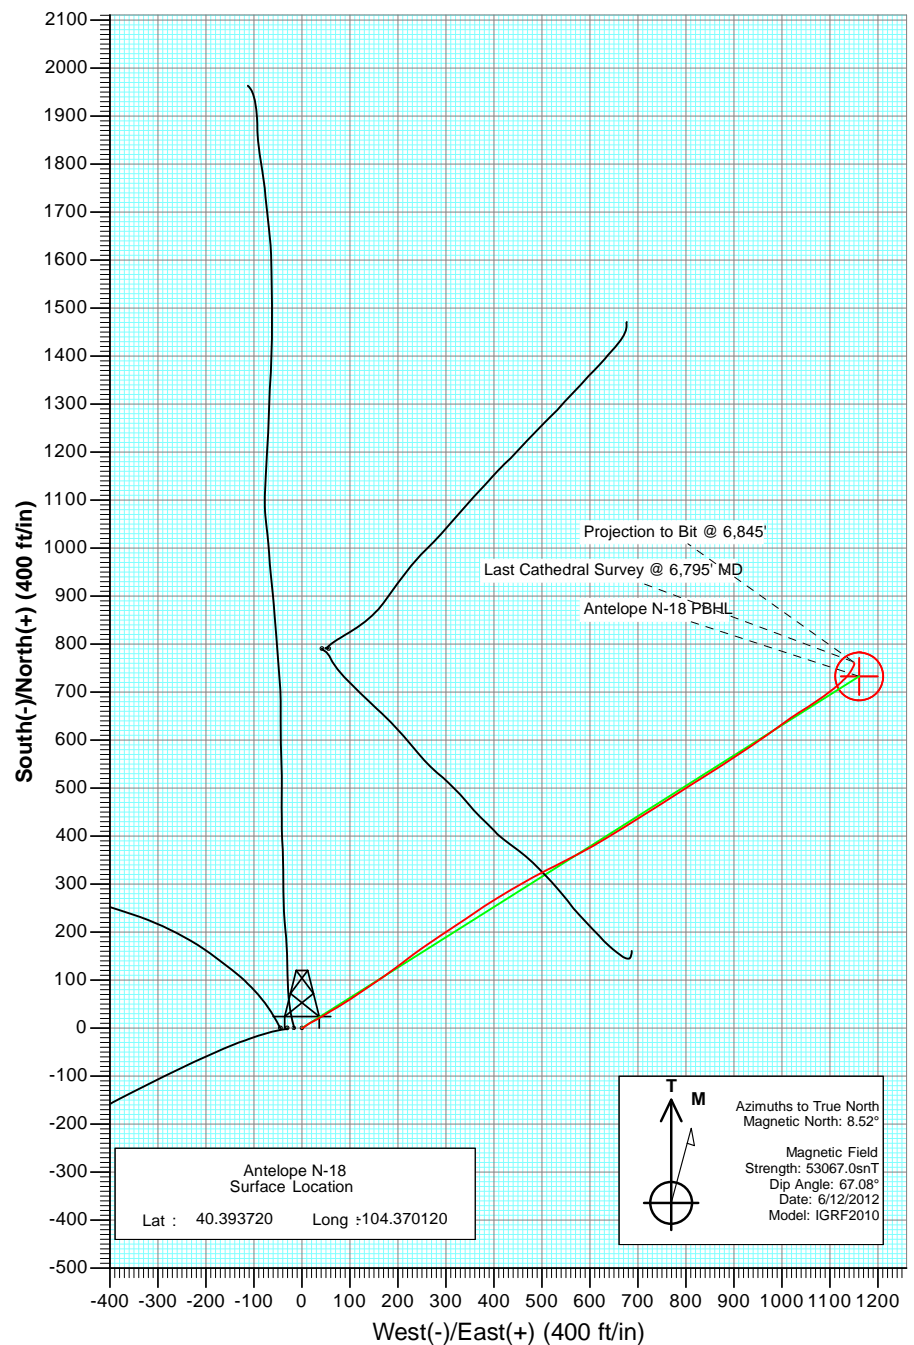 2100
2000
1900
1800
1700
1600
1500
1400
1300
1200
1100
1000
900
800
700
600
500
400
300
200
100
0
-100
-200
-300
-400
-500
South(-)/North(+) (400 ft/in)
Projection to Bit @ 6,845'
Last Cathedral Survey @ 6,795' MD
Antelope N-18 PBHL
T
M
Azimuths to True North
Magnetic North: 8.52°
Magnetic Field
Strength: 53067.0snT
Dip Angle: 67.08°
Date: 6/12/2012
Model: IGRF2010
Antelope N-18
Surface Location
Lat : 40.393720 Long :-104.370120
-400 -300 -200 -100 0 100 200 300 400 500 600 700 800 900 1000 1100 1200
West(-)/East(+) (400 ft/in)